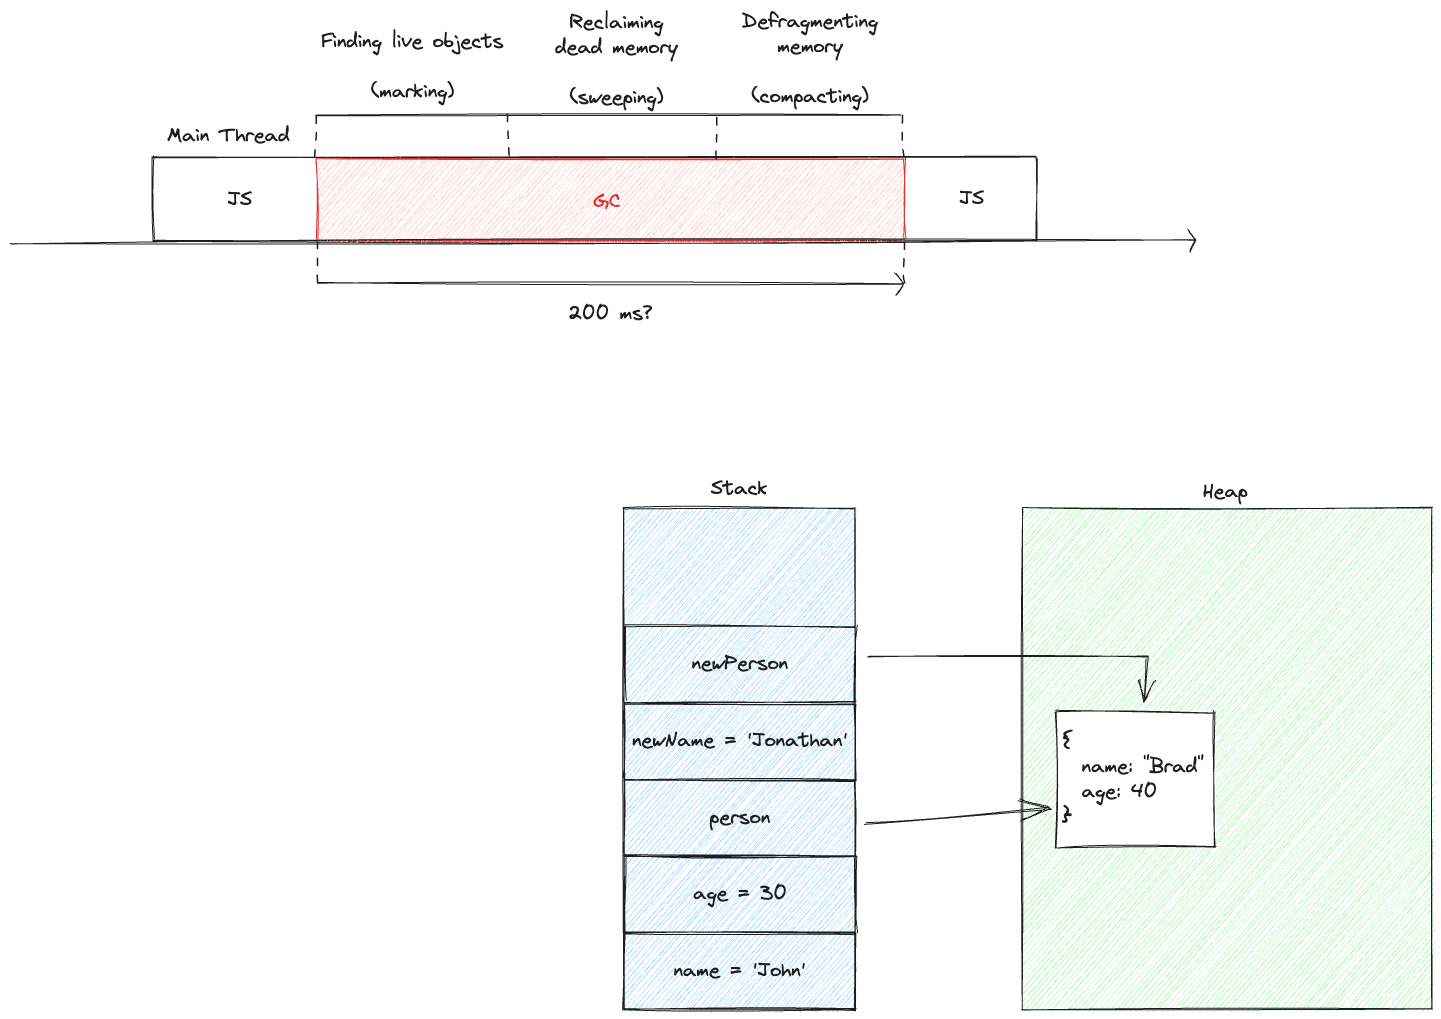 Finding live objects
(marking)
Reclaiming
dead memory
(sweeping)
Defragmenting
memory
(compacting)
Main Thread
JS
GC
JS
200 ms?
Stack
newPerson
newName = 'Jonathan'
person
age = 30
name = 'John'
Heap
{
name: "Brad"
age: 40
}